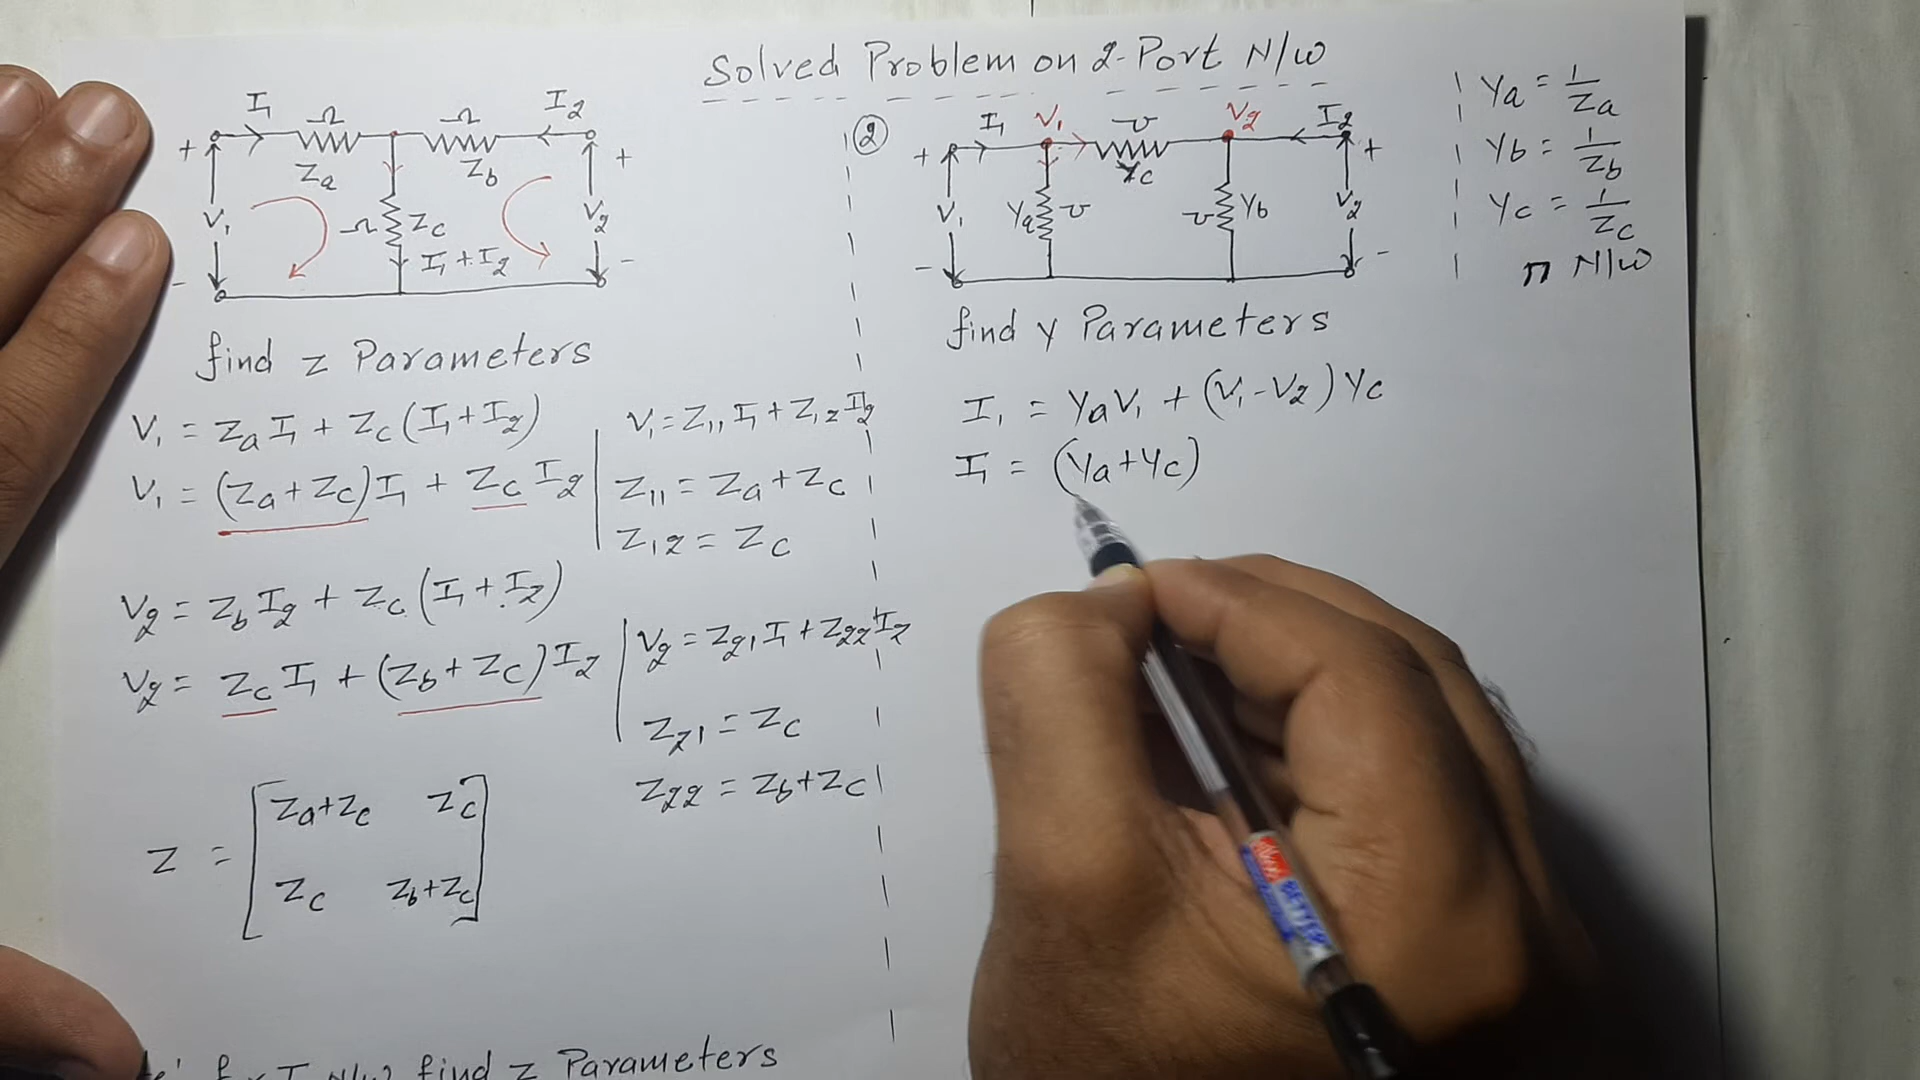 Solved Problem on 2-Port N/W
I1 Ω Ω I2
+ Za Zb +
V1 Ω Zc V2
- I1 + I2 -
find z Parameters
V1 = Za I1 + Zc (I1 + I2)
V1 = (Za + Zc) I1 + Zc I2
V1 = Z11 I1 + Z12 I2
Z11 = Za + Zc
Z12 = Zc
V2 = Zb I2 + Zc (I1 + I2)
V2 = Zc I1 + (Zb + Zc) I2
V2 = Z21 I1 + Z22 I2
Z21 = Zc
Z22 = Zb + Zc
Z = [ Za+Zc Zc
Zc Zb+Zc ]
for T N/W find z Parameters
②
I1 V1 ℧ V2 I2
+ Yc +
V1 Ya ℧ ℧ Yb V2
- -
find y Parameters
I1 = Ya V1 + (V1 - V2) Yc
I1 = (Ya + Yc)
Ya = 1/Za
Yb = 1/Zb
Yc = 1/Zc
π N/W